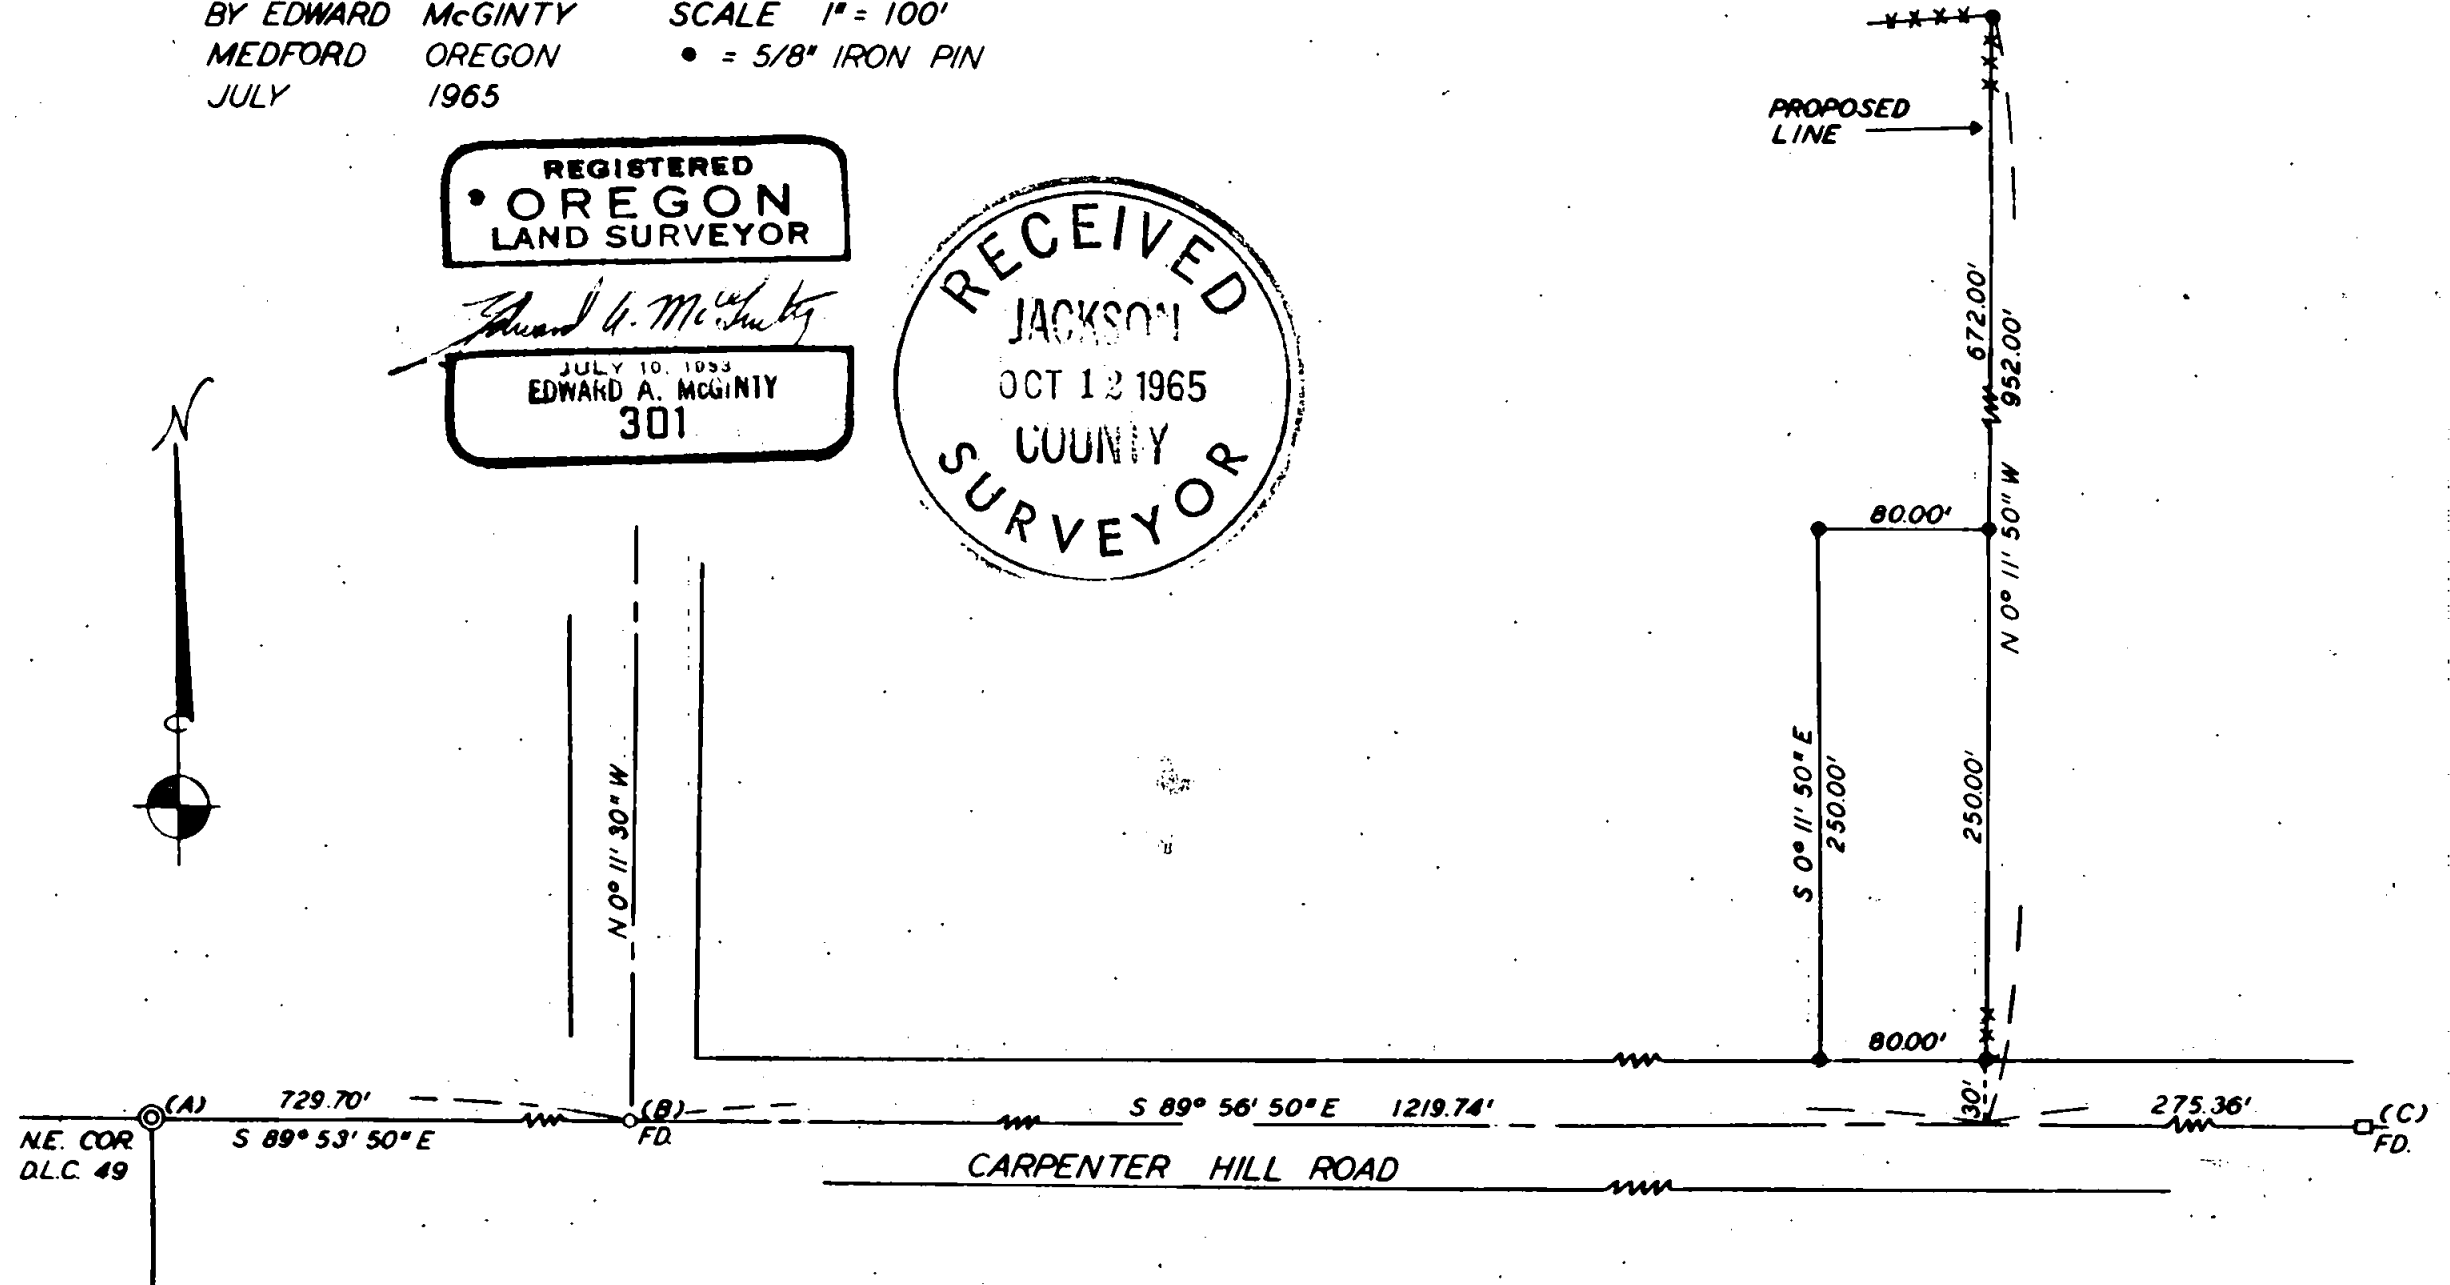 BY EDWARD McGINTY SCALE 1" = 100'
MEDFORD OREGON • = 5/8" IRON PIN
JULY 1965
PROPOSED
LINE
REGISTERED
OREGON
LAND SURVEYOR
Edward A. McGinty
JULY 10, 1953
EDWARD A. McGINTY
301
RECEIVED
JACKSON
OCT 12 1965
COUNTY
SURVEYOR
N
672.00'
952.00'
N 0° 11' 50" W
80.00'
S 0° 11' 50" E
250.00'
250.00'
N 0° 11' 30" W
80.00'
30'
(A) 729.70' (B) S 89° 56' 50" E 1219.74' 275.36' (C)
N.E. COR. S 89° 53' 50" E FD. FD.
D.L.C. 49
CARPENTER HILL ROAD